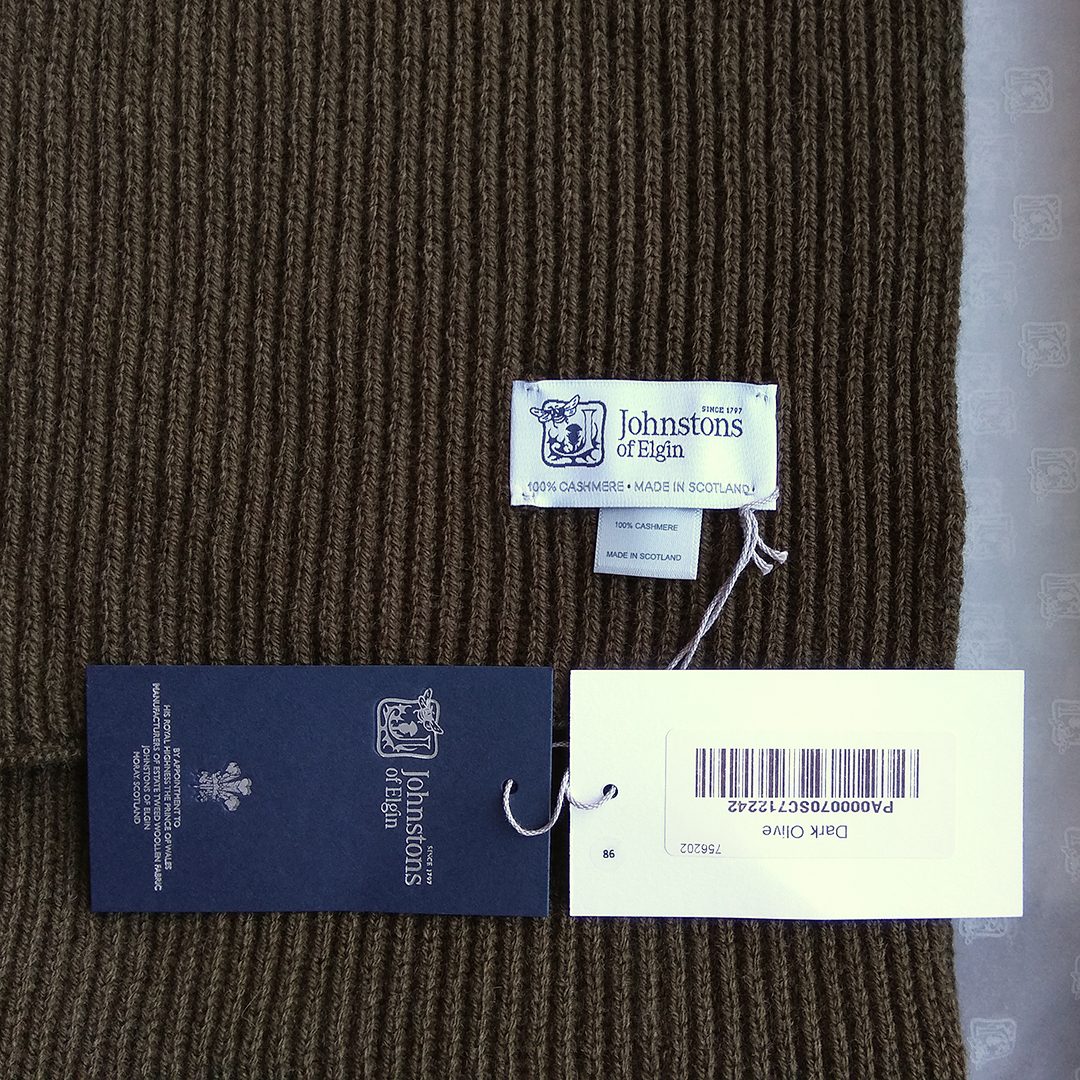 SINCE 1797
Johnstons
of Elgin
100% CASHMERE • MADE IN SCOTLAND
100% CASHMERE
MADE IN SCOTLAND
SINCE 1797
Johnstons
of Elgin
BY APPOINTMENT TO
HIS ROYAL HIGHNESS THE PRINCE OF WALES
MANUFACTURERS OF ESTATE TWEED WOOLLEN FABRIC
JOHNSTONS OF ELGIN
MORAY SCOTLAND
PA000070SC712242
Dark Olive
756202
86